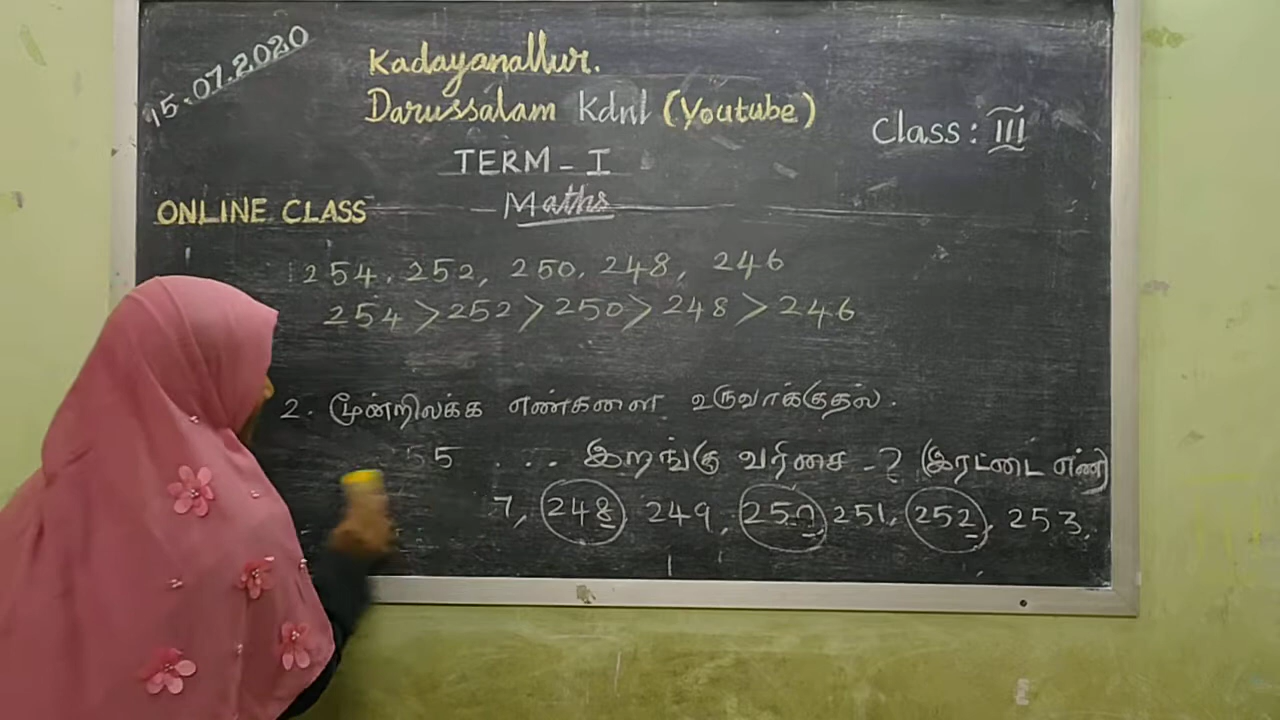 15.07.2020
Kadayanallur.
Darussalam Kdnl (Youtube)
Class: III
TERM - I
Maths
ONLINE CLASS
254, 252, 250, 248, 246
254 > 252 > 250 > 248 > 246
2. மூன்றிலக்க எண்களை உருவாக்குதல்.
55 ... இறங்கு வரிசை - ? (இரட்டை எண்)
7, 248, 249, 250, 251, 252, 253,